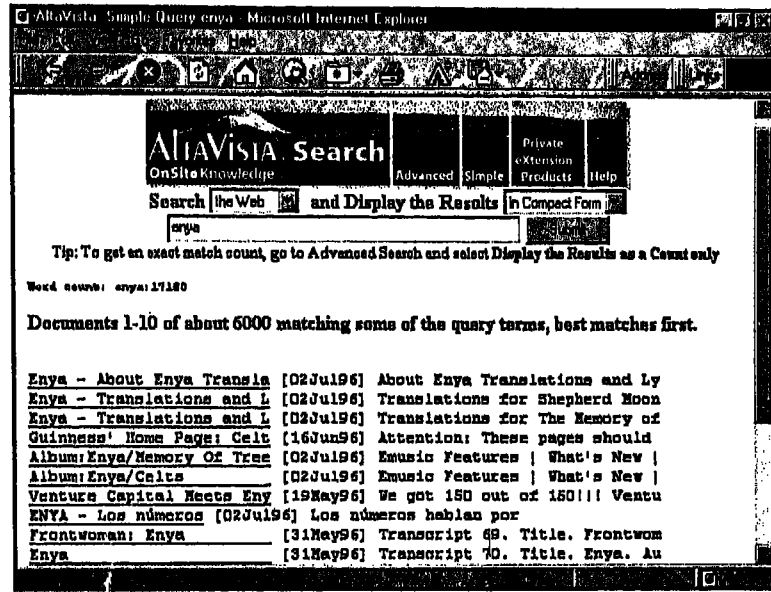 AltaVista: Simple Query enya - Microsoft Internet Explorer
Help
Address Links
ALTAVISTA Search
OnSite Knowledge
Advanced Simple Private eXtension Products Help
Search the Web and Display the Results in Compact Form
enya
Tip: To get an exact match count, go to Advanced Search and select Display the Results as a Count only
Word count: enya:17180
Documents 1-10 of about 6000 matching some of the query terms, best matches first.
Enya - About Enya Transla [02Jul96] About Enya Translations and Ly
Enya - Translations and L [02Jul96] Translations for Shepherd Moon
Enya - Translations and L [02Jul96] Translations for The Memory of
Guinness' Home Page: Celt [16Jun96] Attention: These pages should
Album:Enya/Memory Of Tree [02Jul96] Emusic Features | What's New |
Album:Enya/Celts [02Jul96] Emusic Features | What's New |
Venture Capital Meets Eny [19May96] We got 150 out of 150!!! Ventu
ENYA - Los números [02Jul96] Los números hablan por
Frontwoman: Enya [31May96] Transcript 69. Title. Frontwom
Enya [31May96] Transcript 70. Title. Enya. Au